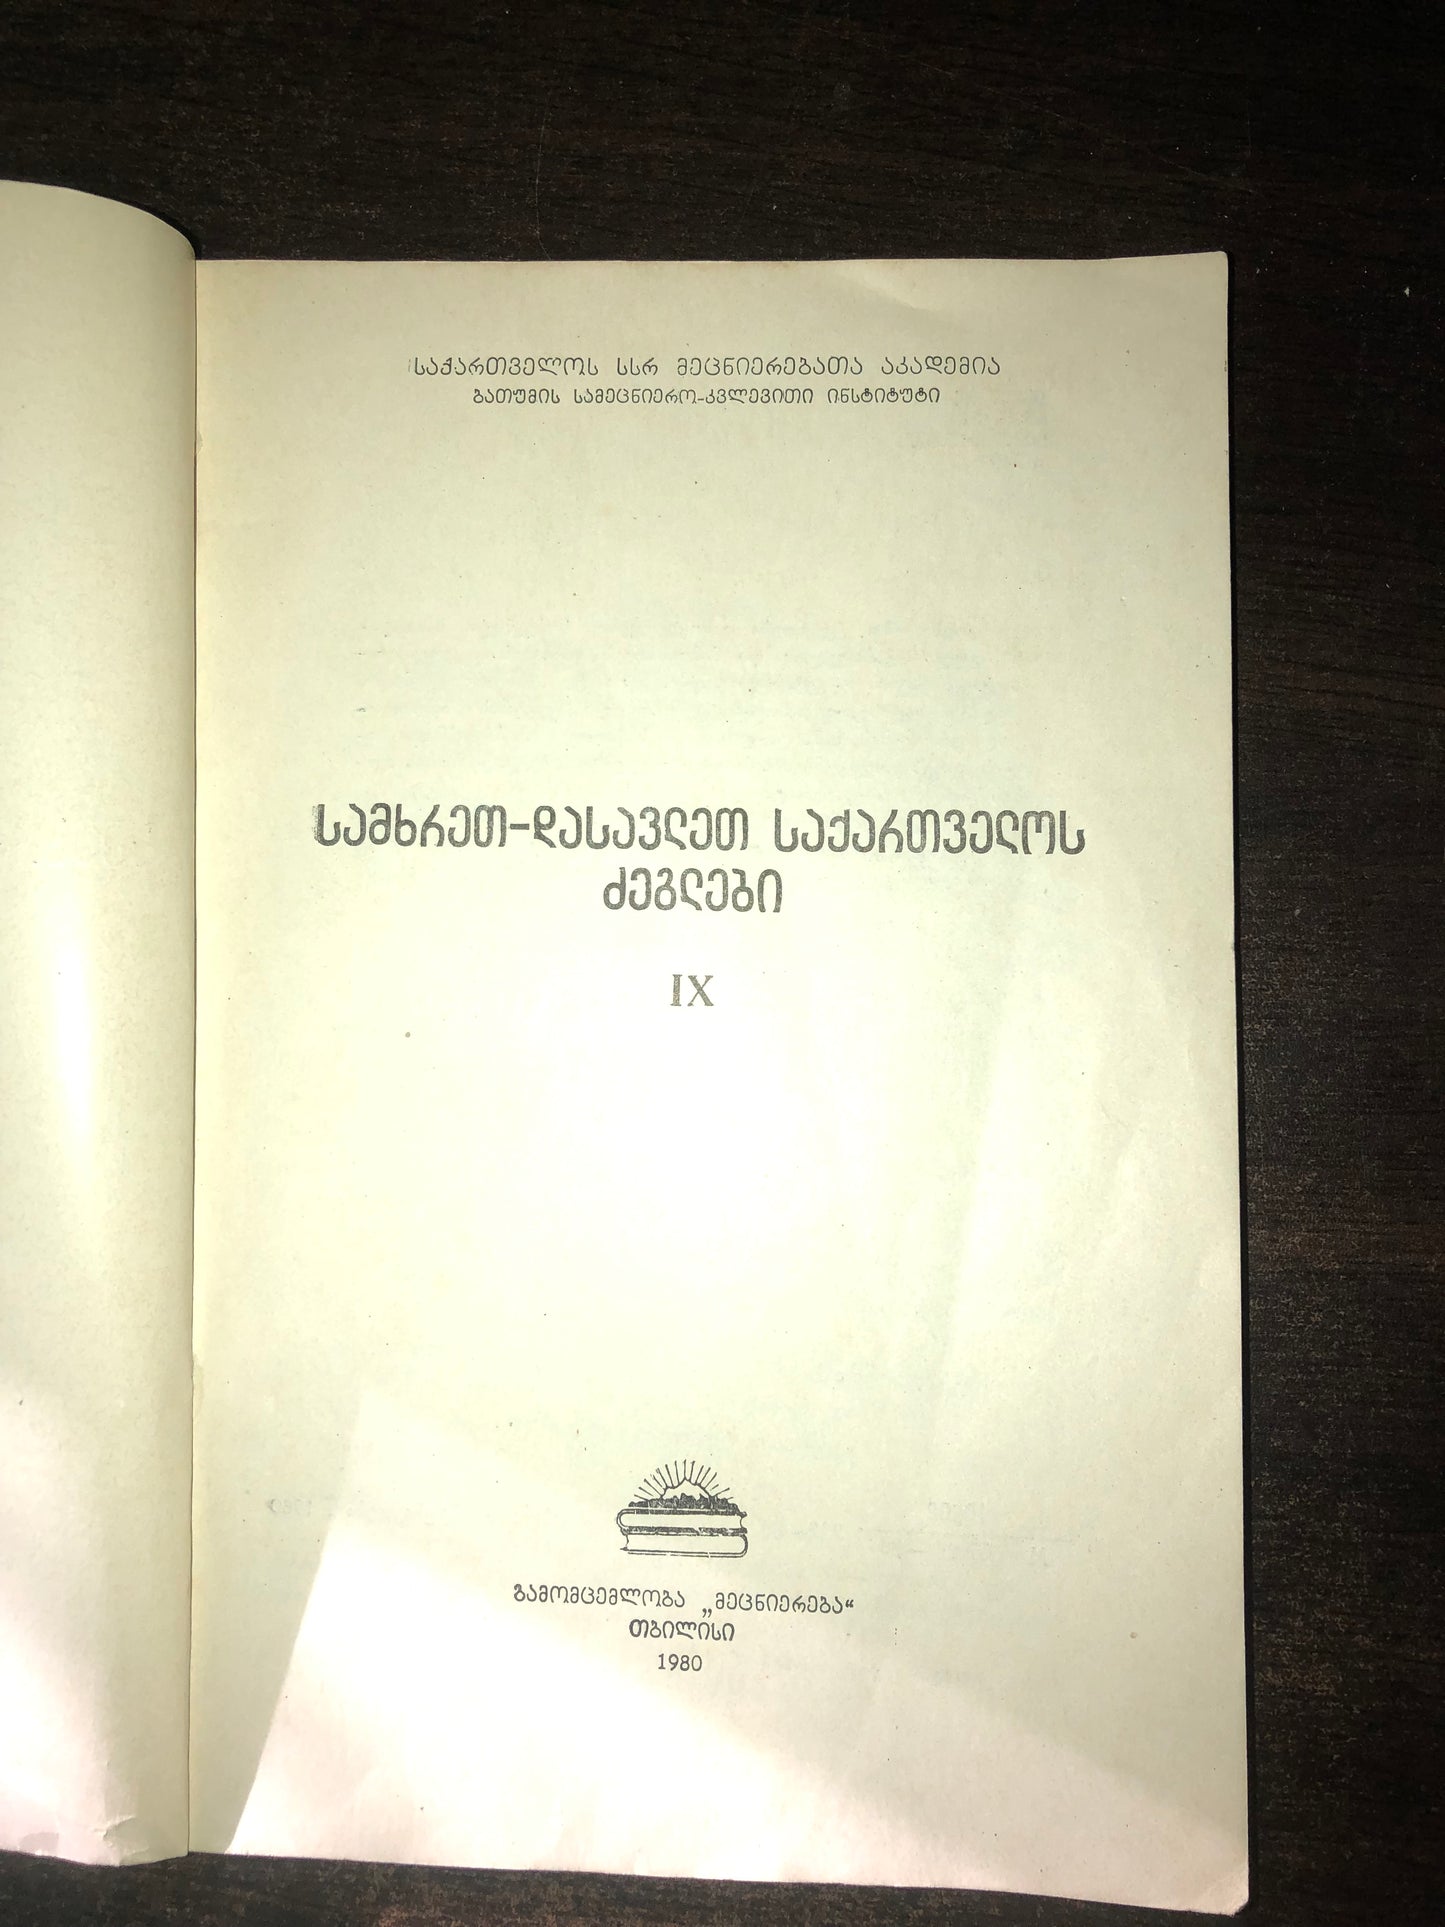 საქართველოს სსრ მეცნიერებათა აკადემია
ბათუმის სამეცნიერო-კვლევითი ინსტიტუტი
სამხრეთ-დასავლეთ საქართველოს
ძეგლები
IX
გამომცემლობა „მეცნიერება“
თბილისი
1980